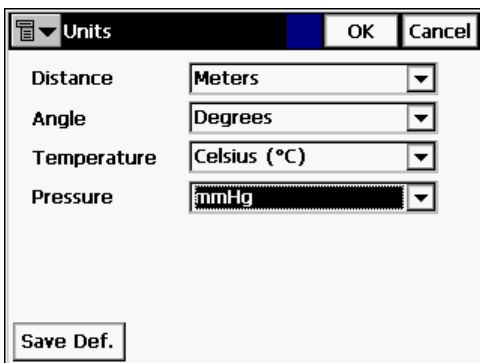 Units OK Cancel
Distance Meters
Angle Degrees
Temperature Celsius (°C)
Pressure mmHg
Save Def.